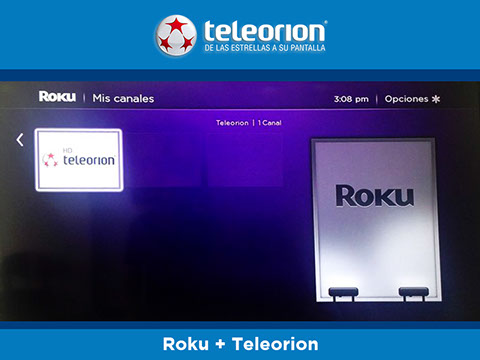 teleorion®
DE LAS ESTRELLAS A SU PANTALLA
Roku | Mis canales
3:08 pm | Opciones ✱
Teleorion | 1 Canal
HD
teleorion
Roku
Roku + Teleorion